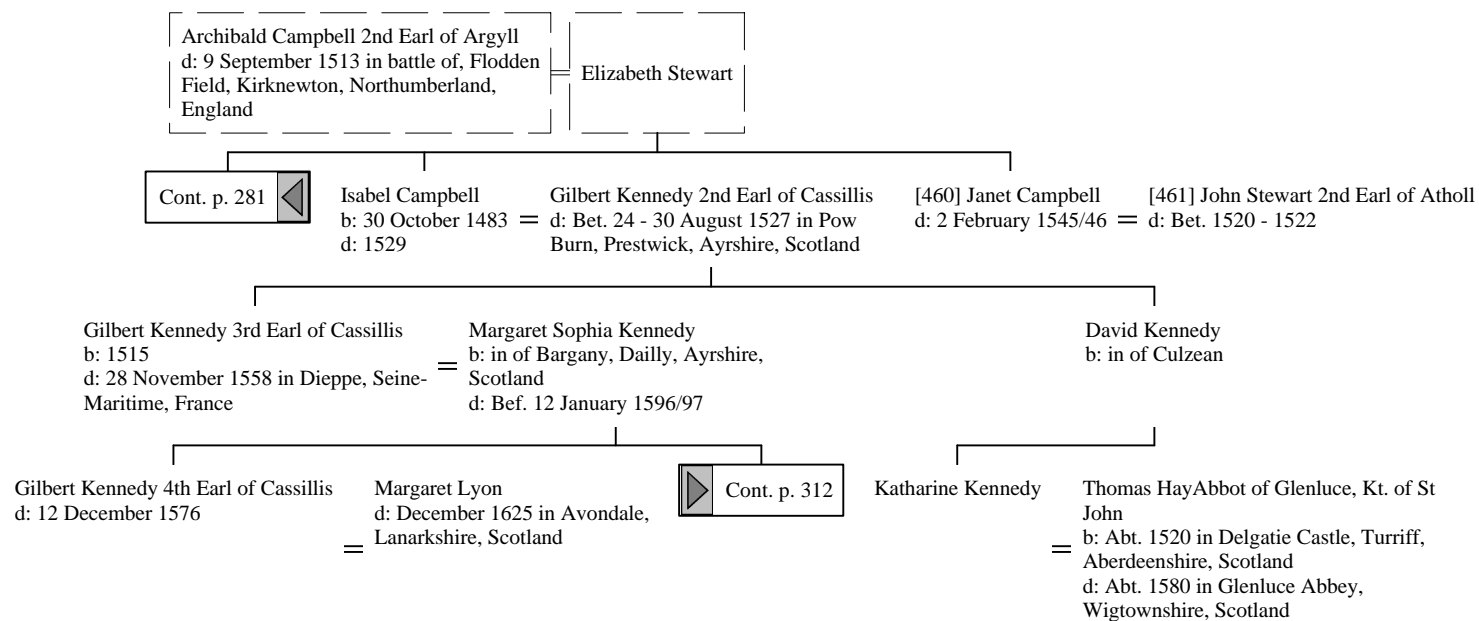 Archibald Campbell 2nd Earl of Argyll
d: 9 September 1513 in battle of, Flodden
Field, Kirknewton, Northumberland,
England
=
Elizabeth Stewart
Cont. p. 281
Isabel Campbell
b: 30 October 1483
d: 1529
=
Gilbert Kennedy 2nd Earl of Cassillis
d: Bet. 24 - 30 August 1527 in Pow
Burn, Prestwick, Ayrshire, Scotland
[460] Janet Campbell
d: 2 February 1545/46
=
[461] John Stewart 2nd Earl of Atholl
d: Bet. 1520 - 1522
Gilbert Kennedy 3rd Earl of Cassillis
b: 1515
d: 28 November 1558 in Dieppe, Seine-
Maritime, France
=
Margaret Sophia Kennedy
b: in of Bargany, Dailly, Ayrshire,
Scotland
d: Bef. 12 January 1596/97
David Kennedy
b: in of Culzean
Gilbert Kennedy 4th Earl of Cassillis
d: 12 December 1576
=
Margaret Lyon
d: December 1625 in Avondale,
Lanarkshire, Scotland
Cont. p. 312
Katharine Kennedy
=
Thomas HayAbbot of Glenluce, Kt. of St
John
b: Abt. 1520 in Delgatie Castle, Turriff,
Aberdeenshire, Scotland
d: Abt. 1580 in Glenluce Abbey,
Wigtownshire, Scotland